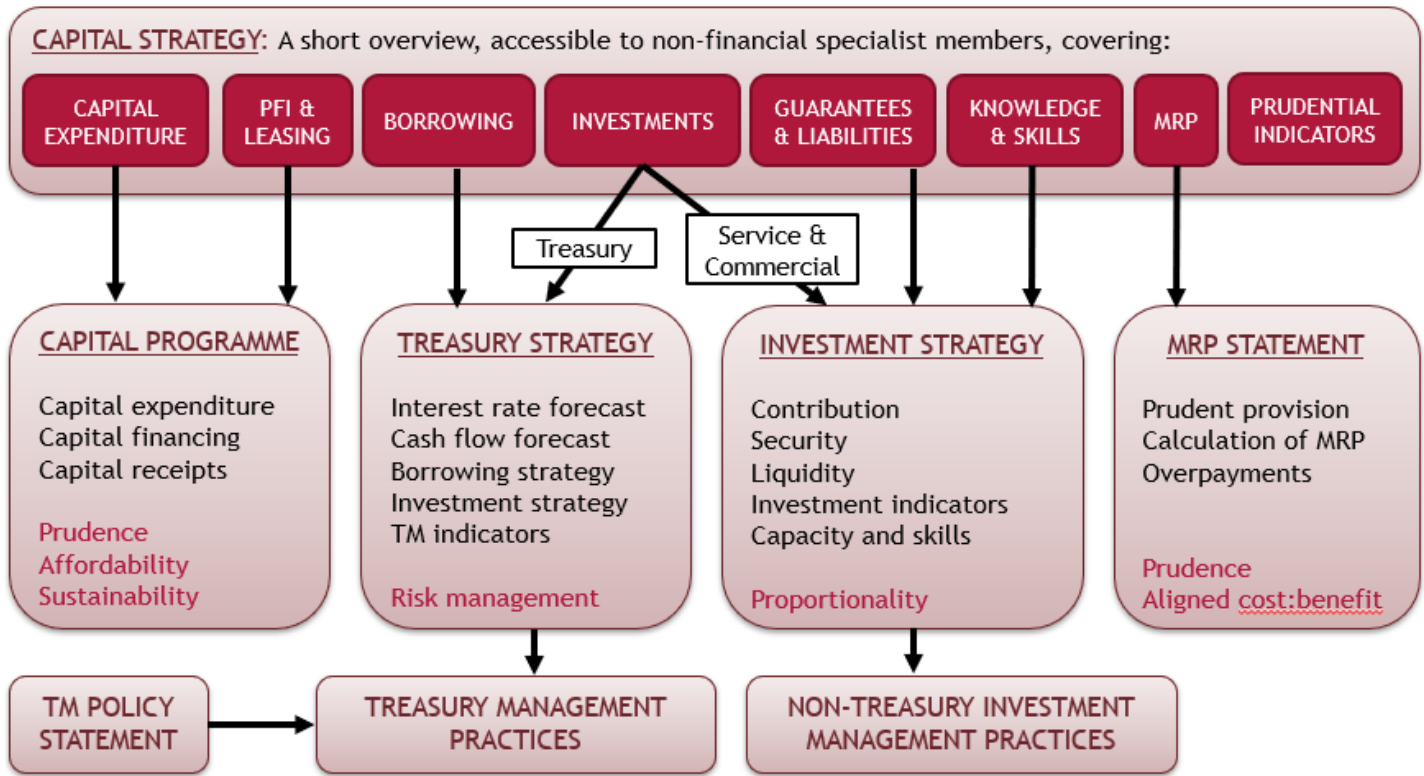 CAPITAL STRATEGY: A short overview, accessible to non-financial specialist members, covering:
CAPITAL
EXPENDITURE
PFI &
LEASING
BORROWING
INVESTMENTS
GUARANTEES
& LIABILITIES
KNOWLEDGE
& SKILLS
MRP
PRUDENTIAL
INDICATORS
Treasury
Service &
Commercial
CAPITAL PROGRAMME
Capital expenditure
Capital financing
Capital receipts
Prudence
Affordability
Sustainability
TREASURY STRATEGY
Interest rate forecast
Cash flow forecast
Borrowing strategy
Investment strategy
TM indicators
Risk management
INVESTMENT STRATEGY
Contribution
Security
Liquidity
Investment indicators
Capacity and skills
Proportionality
MRP STATEMENT
Prudent provision
Calculation of MRP
Overpayments
Prudence
Aligned cost:benefit
TM POLICY
STATEMENT
TREASURY MANAGEMENT
PRACTICES
NON-TREASURY INVESTMENT
MANAGEMENT PRACTICES